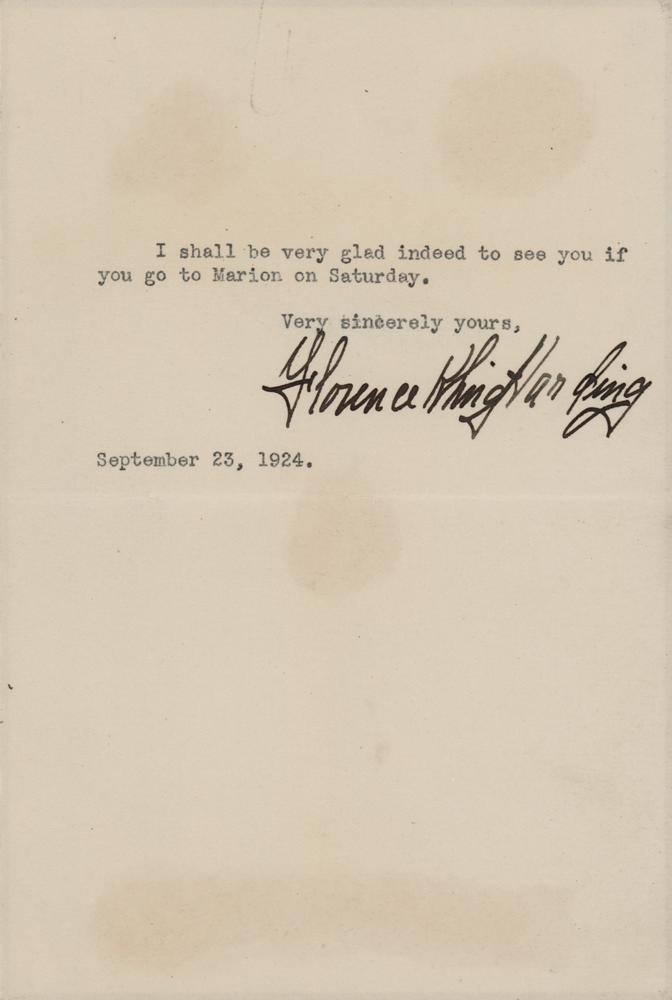 I shall be very glad indeed to see you if
you go to Marion on Saturday.
Very sincerely yours,
Florence Kling Harding
September 23, 1924.